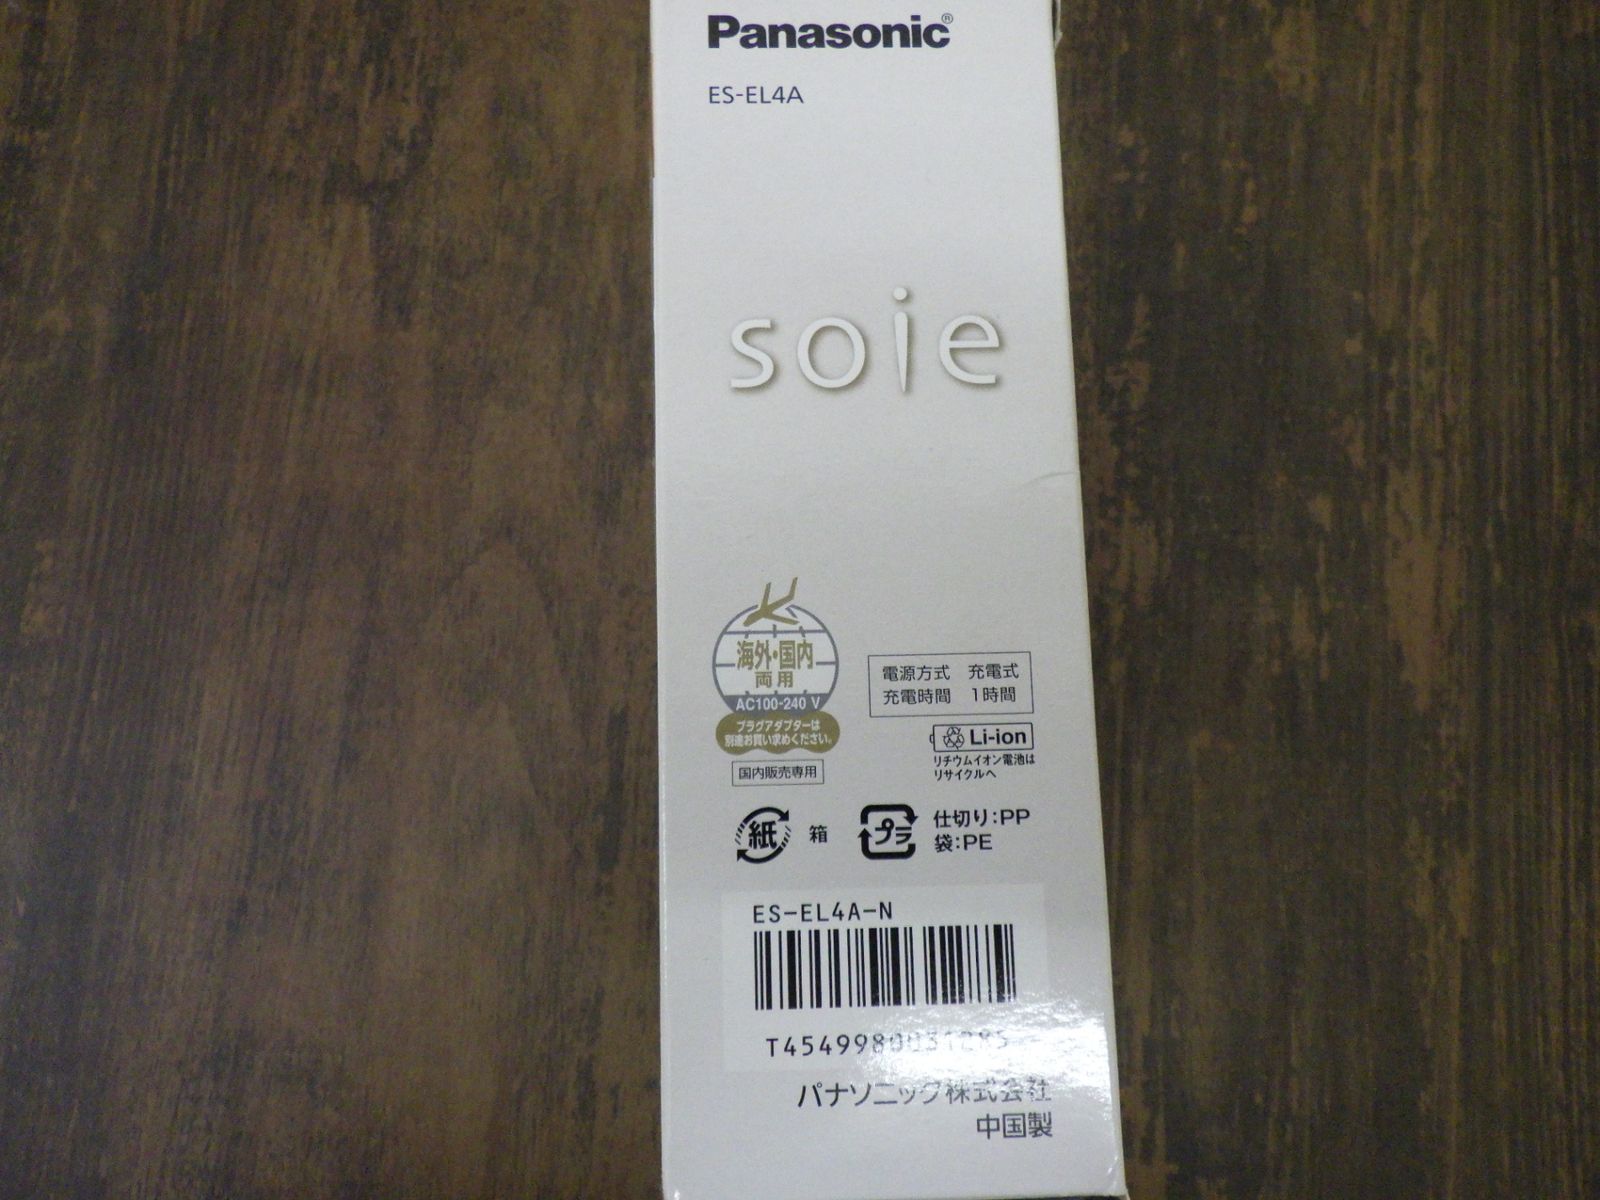 Panasonic®
ES-EL4A
soie
海外・国内
両用
AC100-240 V
プラグアダプターは
別途お買い求めください。
国内販売専用
電源方式 充電式
充電時間 1時間
Li-ion
リチウムイオン電池は
リサイクルへ
紙 箱
プラ
仕切り:PP
袋:PE
ES-EL4A-N
T4549980031285
パナソニック株式会社
中国製